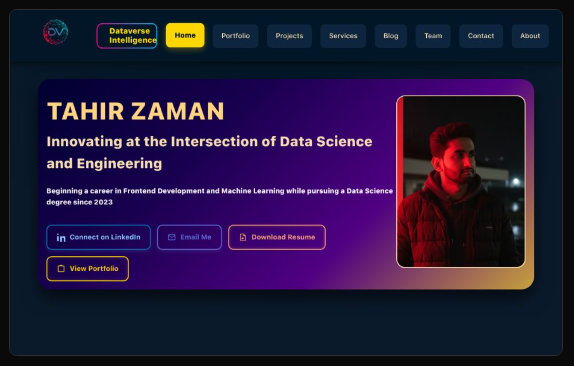 DVI
Dataverse
Intelligence
Home
Portfolio
Projects
Services
Blog
Team
Contact
About
TAHIR ZAMAN
Innovating at the Intersection of Data Science
and Engineering
Beginning a career in Frontend Development and Machine Learning while pursuing a Data Science
degree since 2023
in Connect on LinkedIn
Email Me
Download Resume
View Portfolio